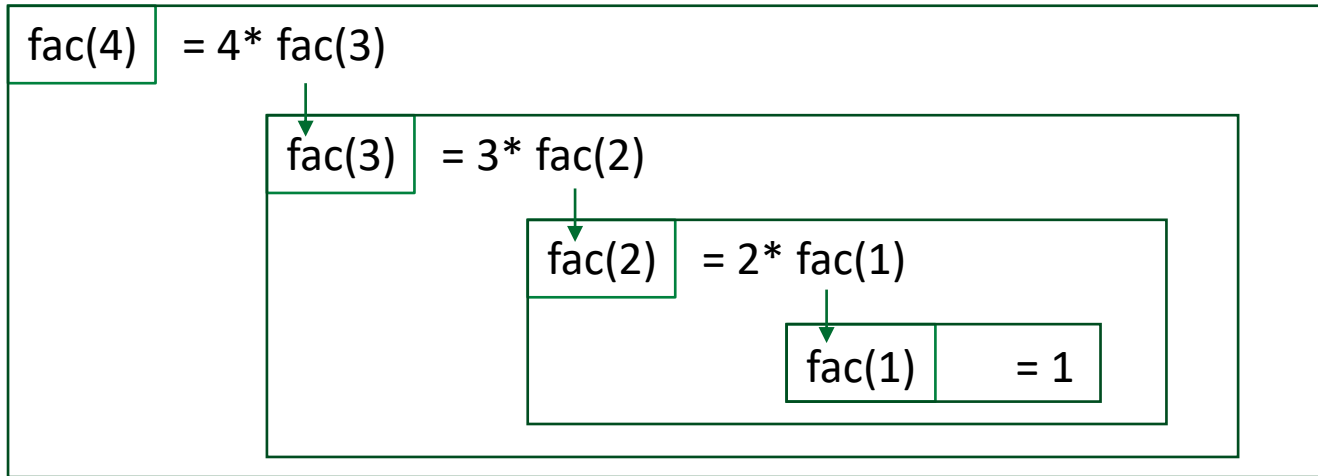 fac(4) = 4* fac(3)
fac(3) = 3* fac(2)
fac(2) = 2* fac(1)
fac(1) = 1